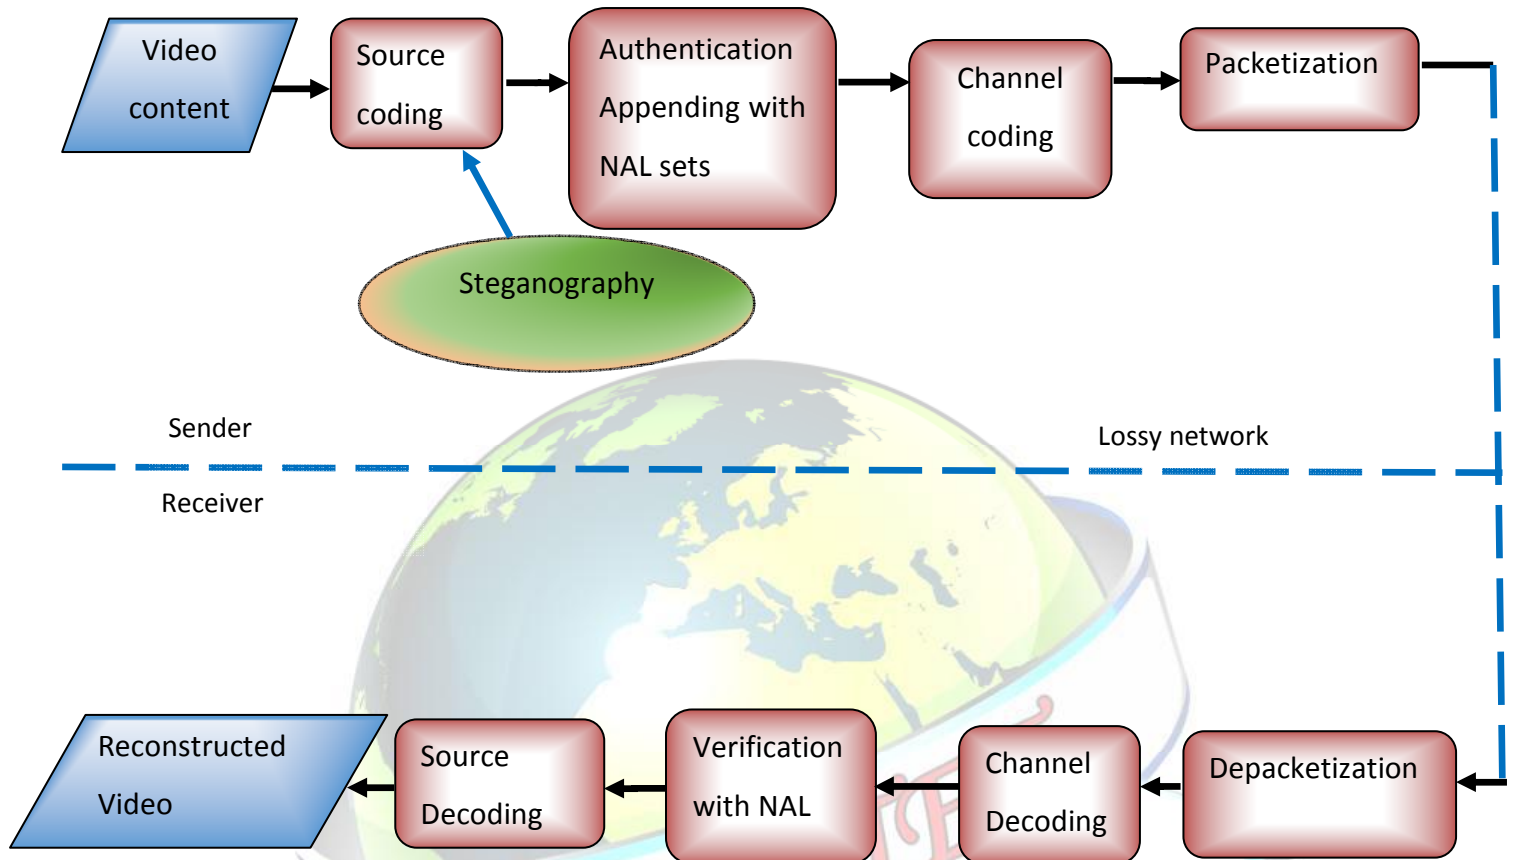 Video
content
Source
coding
Authentication
Appending with
NAL sets
Channel
coding
Packetization
Steganography
Sender
Lossy network
Receiver
Reconstructed
Video
Source
Decoding
Verification
with NAL
Channel
Decoding
Depacketization